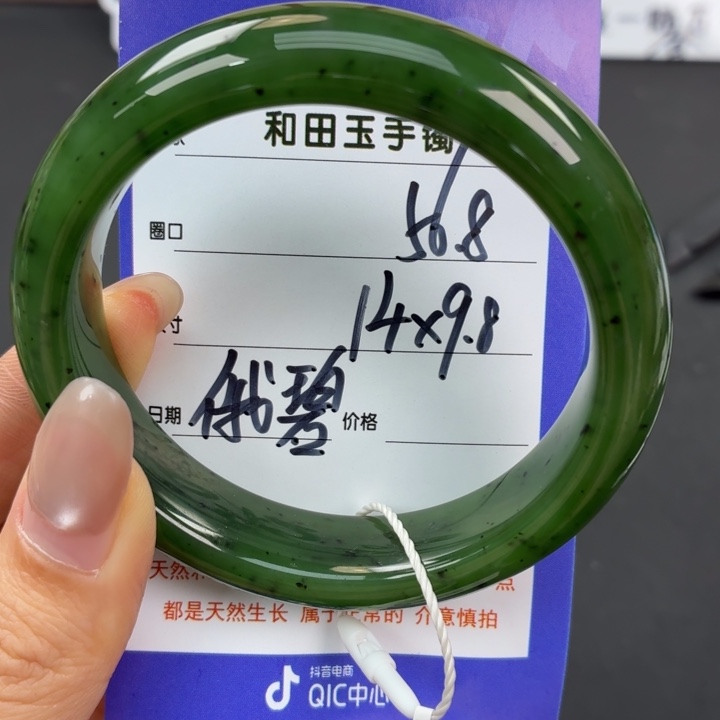 和田玉手镯
圈口 56.8
寸 14×9.8
日期 俄碧 价格
天然
点
都是天然生长 属于正常的 介意慎拍
抖音电商
QIC中心